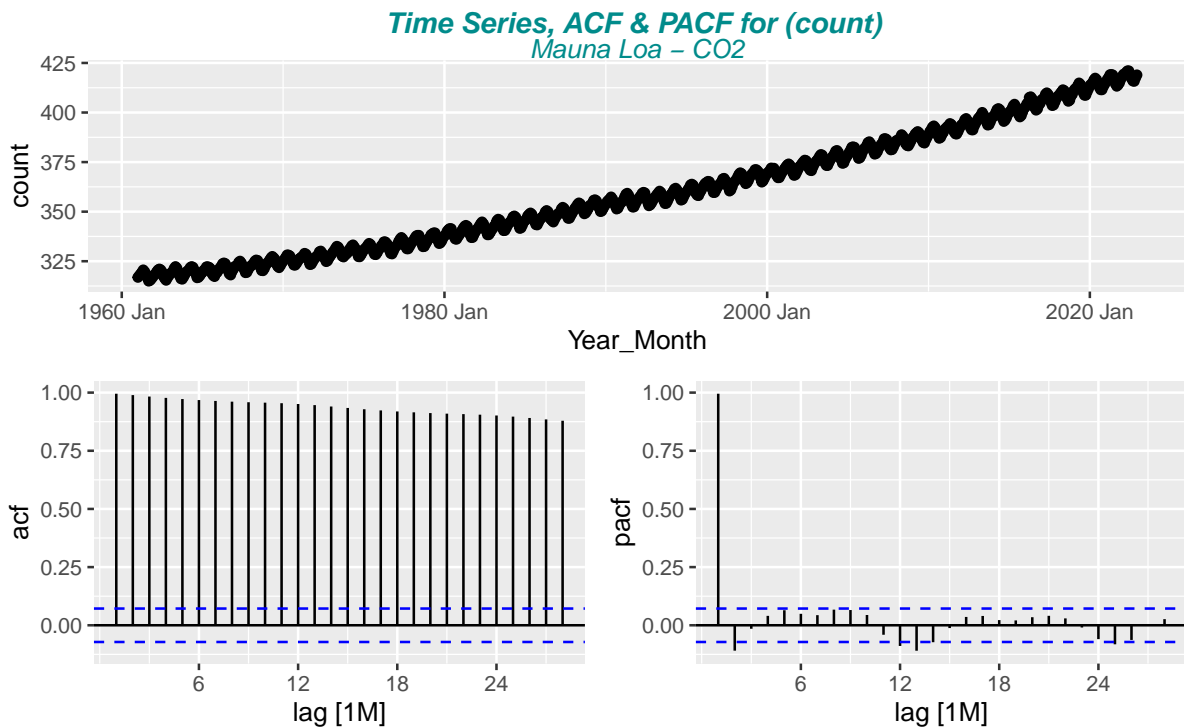 Time Series, ACF & PACF for (count)
Mauna Loa – CO2
425
400
375
350
325
count
1960 Jan
1980 Jan
2000 Jan
2020 Jan
Year_Month
1.00
0.75
0.50
0.25
0.00
acf
6
12
18
24
lag [1M]
1.00
0.75
0.50
0.25
0.00
pacf
6
12
18
24
lag [1M]